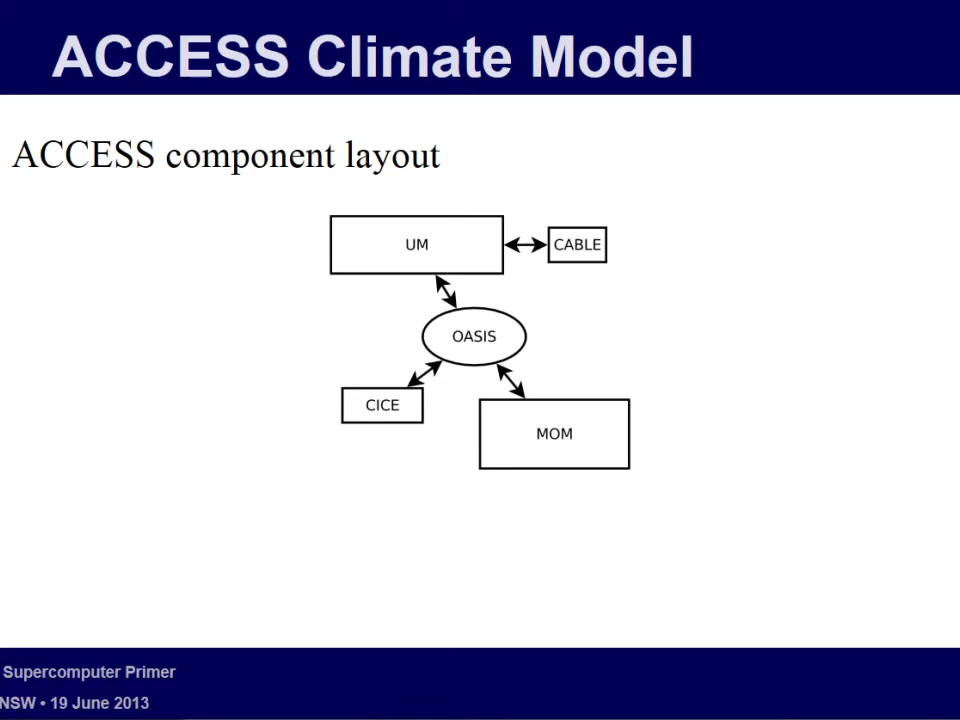 ACCESS Climate Model
ACCESS component layout
UM
CABLE
OASIS
CICE
MOM
Supercomputer Primer
NSW • 19 June 2013